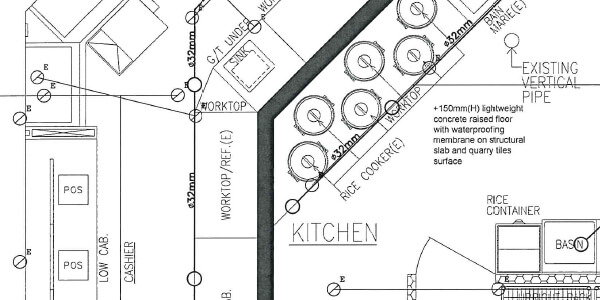 ø32mm
WOR
G/T UNDER
SINK
E
E
E
E
WORKTOP
WORKTOP/REF.(E)
ø32mm
POS
POS
LOW CAB.
CASHIER
E
AB.
BAIN
MARIE(E)
ø32mm
E
WORKTOP
ø32mm
RICE COOKER(E)
EXISTING
VERTICAL
PIPE
+150mm(H) lightweight
concrete raised floor
with waterproofing
membrane on structural
slab and quarry tiles
surface
KITCHEN
RICE
CONTAINER
BASIN
E
E